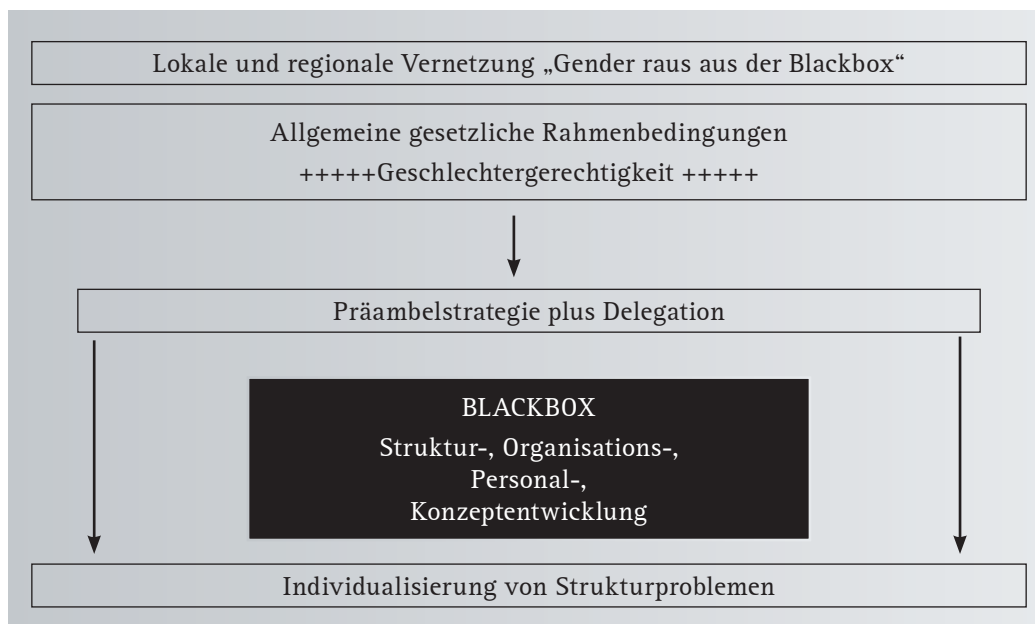 Lokale und regionale Vernetzung „Gender raus aus der Blackbox“
Allgemeine gesetzliche Rahmenbedingungen
+++++Geschlechtergerechtigkeit +++++
Präambelstrategie plus Delegation
BLACKBOX
Struktur-, Organisations-,
Personal-,
Konzeptentwicklung
Individualisierung von Strukturproblemen